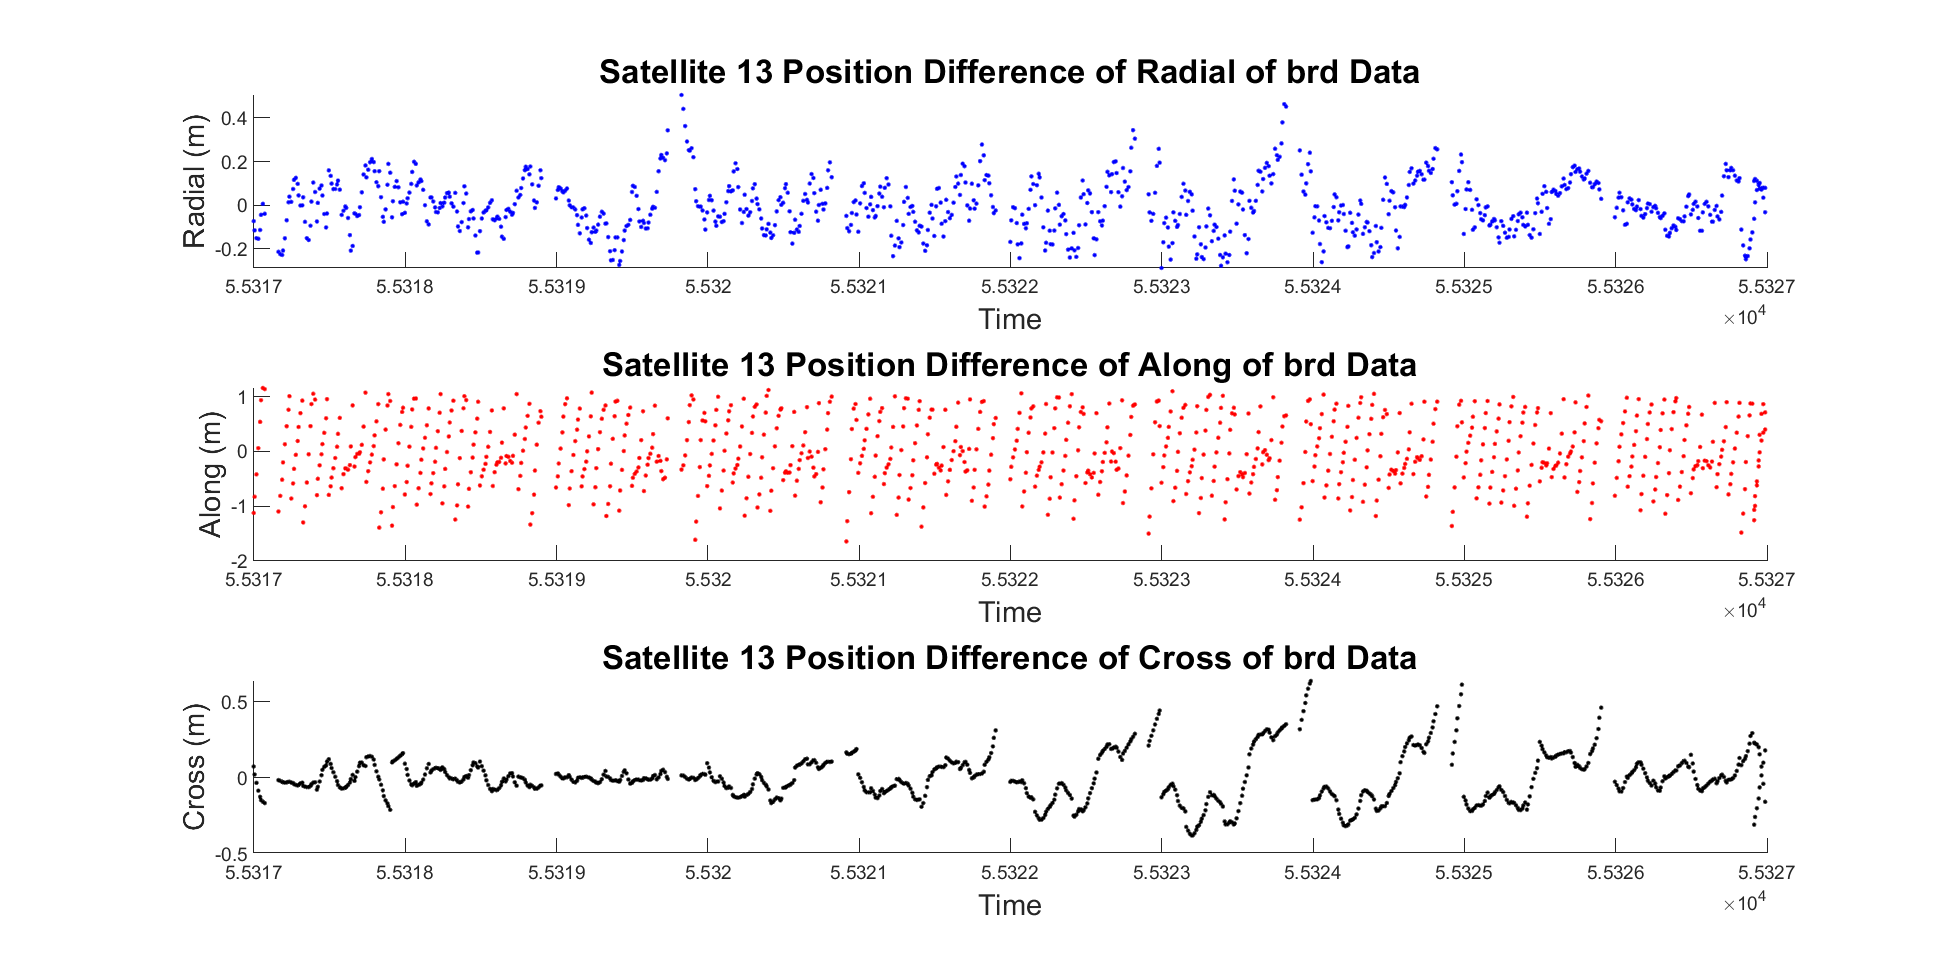 Satellite 13 Position Difference of Radial of brd Data
Radial (m)
0.4
0.2
0
-0.2
5.5317 5.5318 5.5319 5.532 5.5321 5.5322 5.5323 5.5324 5.5325 5.5326 5.5327
Time
×10^4
Satellite 13 Position Difference of Along of brd Data
Along (m)
1
0
-1
-2
5.5317 5.5318 5.5319 5.532 5.5321 5.5322 5.5323 5.5324 5.5325 5.5326 5.5327
Time
×10^4
Satellite 13 Position Difference of Cross of brd Data
Cross (m)
0.5
0
-0.5
5.5317 5.5318 5.5319 5.532 5.5321 5.5322 5.5323 5.5324 5.5325 5.5326 5.5327
Time
×10^4